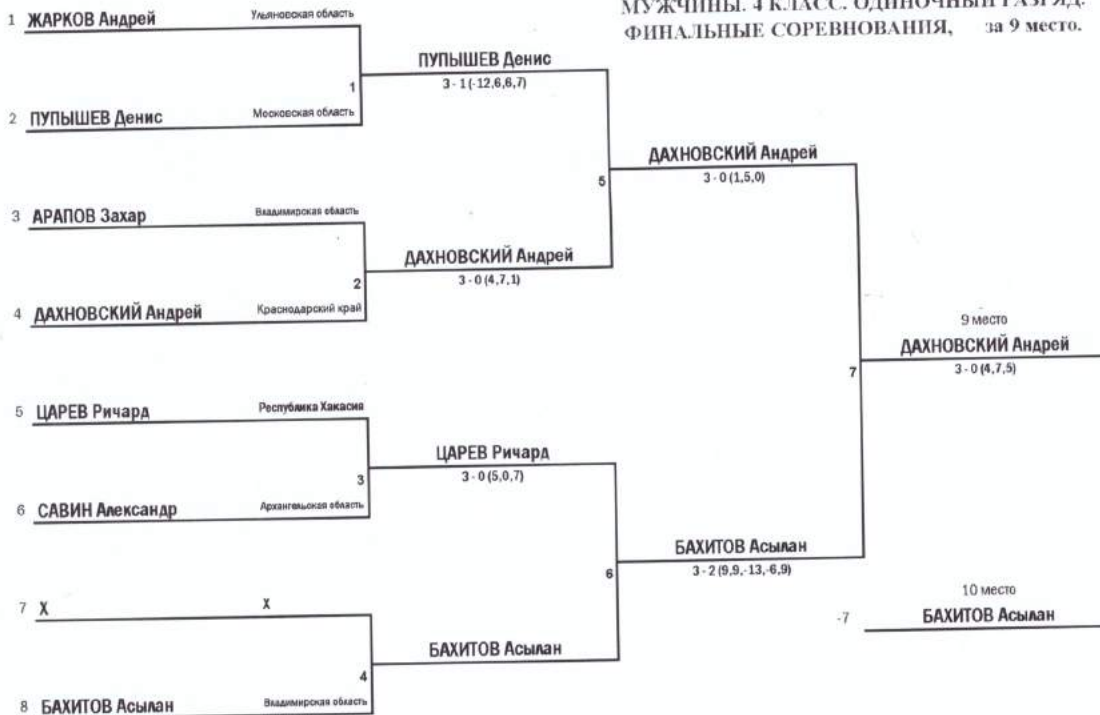 МУЖЧИНЫ. 4 КЛАСС. ОДИНОЧНЫЙ РАЗРЯД.
ФИНАЛЬНЫЕ СОРЕВНОВАНИЯ, за 9 место.
1 ЖАРКОВ Андрей Ульяновская область
ПУПЫШЕВ Денис
1 3 - 1 (-12,6,6,7)
2 ПУПЫШЕВ Денис Московская область
ДАХНОВСКИЙ Андрей
5 3 - 0 (1,5,0)
3 АРАПОВ Захар Владимирская область
ДАХНОВСКИЙ Андрей
2 3 - 0 (4,7,1)
4 ДАХНОВСКИЙ Андрей Краснодарский край
9 место
ДАХНОВСКИЙ Андрей
7 3 - 0 (4,7,5)
5 ЦАРЕВ Ричард Республика Хакасия
ЦАРЕВ Ричард
3 3 - 0 (5,0,7)
6 САВИН Александр Архангельская область
БАХИТОВ Асылан
6 3 - 2 (9,9,-13,-6,9)
10 место
7 X X
-7 БАХИТОВ Асылан
БАХИТОВ Асылан
4
8 БАХИТОВ Асылан Владимирская область